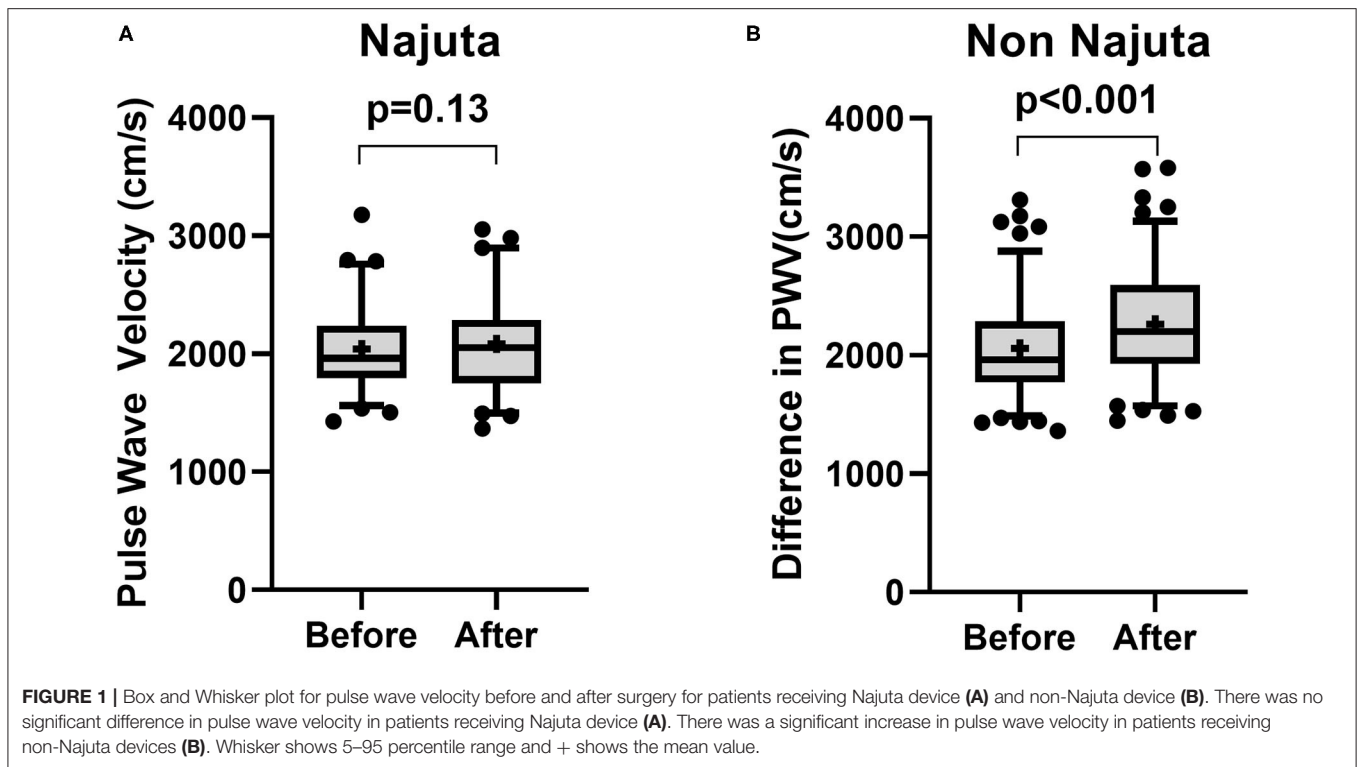 A
Najuta
p=0.13
Pulse Wave Velocity (cm/s)
4000
3000
2000
1000
0
Before After
B
Non Najuta
p<0.001
Difference in PWV(cm/s)
4000
3000
2000
1000
0
Before After
FIGURE 1 | Box and Whisker plot for pulse wave velocity before and after surgery for patients receiving Najuta device (A) and non-Najuta device (B). There was no
significant difference in pulse wave velocity in patients receiving Najuta device (A). There was a significant increase in pulse wave velocity in patients receiving
non-Najuta devices (B). Whisker shows 5–95 percentile range and + shows the mean value.